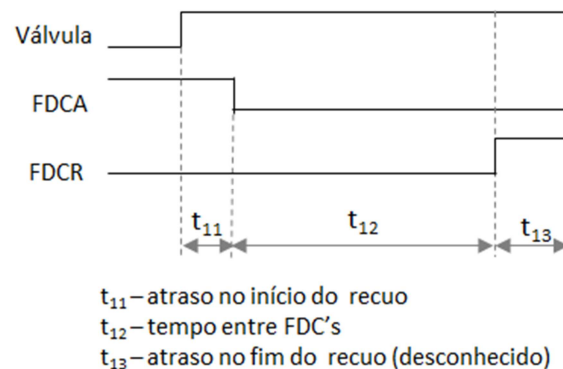 Válvula
FDCA
FDCR
t₁₁ t₁₂ t₁₃
t₁₁ – atraso no início do recuo
t₁₂ – tempo entre FDC's
t₁₃ – atraso no fim do recuo (desconhecido)